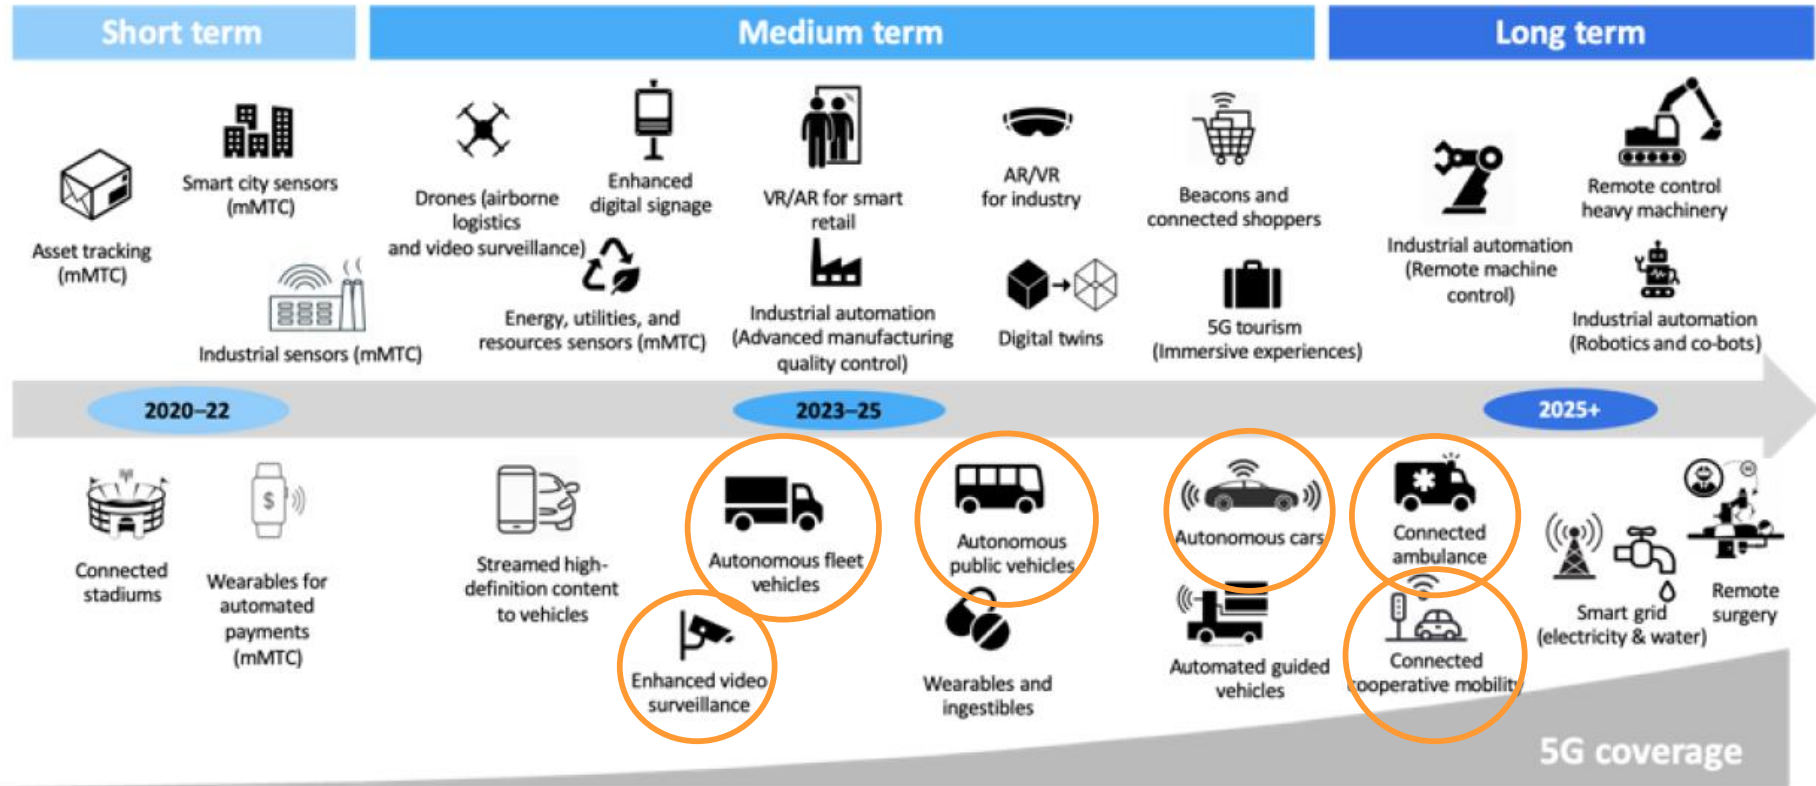 Short term
Medium term
Long term
Asset tracking
(mMTC)
Smart city sensors
(mMTC)
Industrial sensors (mMTC)
Drones (airborne
logistics
and video surveillance)
Enhanced
digital signage
Energy, utilities, and
resources sensors (mMTC)
VR/AR for smart
retail
Industrial automation
(Advanced manufacturing
quality control)
AR/VR
for industry
Digital twins
Beacons and
connected shoppers
5G tourism
(Immersive experiences)
Industrial automation
(Remote machine
control)
Remote control
heavy machinery
Industrial automation
(Robotics and co-bots)
2020–22
2023–25
2025+
Connected
stadiums
$
Wearables for
automated
payments
(mMTC)
Streamed high-
definition content
to vehicles
Autonomous fleet
vehicles
Enhanced video
surveillance
Autonomous
public vehicles
Wearables and
ingestibles
Autonomous cars
Automated guided
vehicles
Connected
ambulance
Connected
cooperative mobility
Smart grid
(electricity & water)
Remote
surgery
5G coverage